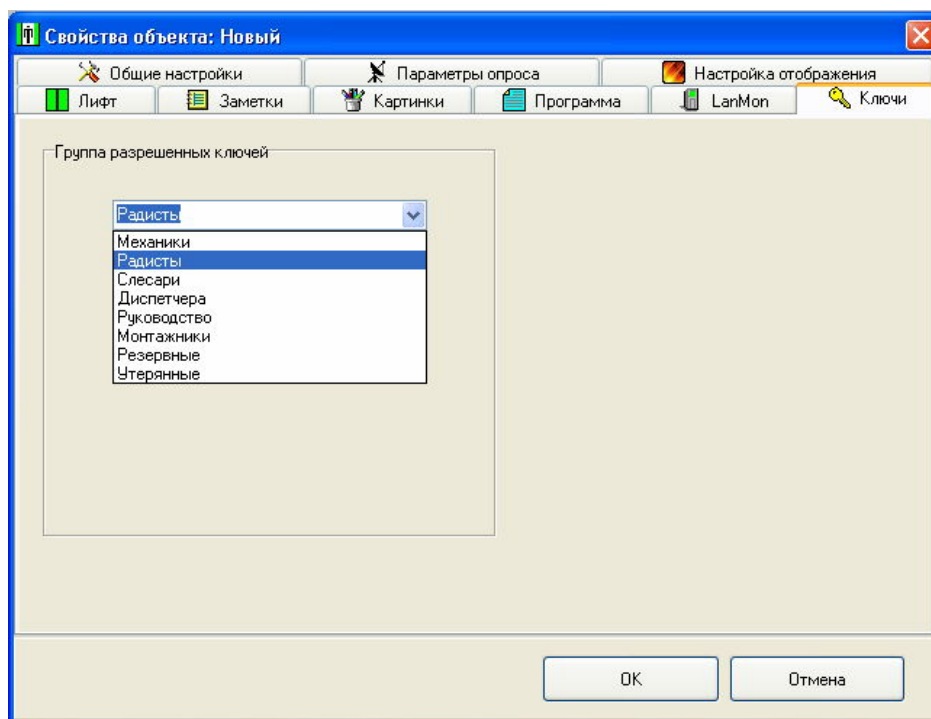 Свойства объекта: Новый
Общие настройки
Параметры опроса
Настройка отображения
Лифт
Заметки
Картинки
Программа
LanMon
Ключи
Группа разрешенных ключей
Радисты
Механики
Радисты
Слесари
Диспетчера
Руководство
Монтажники
Резервные
Утерянные
OK
Отмена